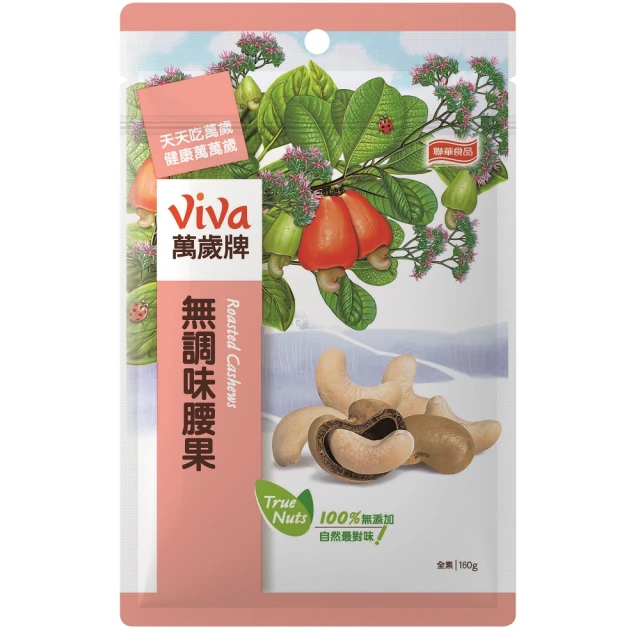 天天吃萬歲
健康萬萬歲
聯華食品
viva
萬歲牌
Roasted Cashews
無調味腰果
True
Nuts
100%無添加
自然最對味!
全素|160g